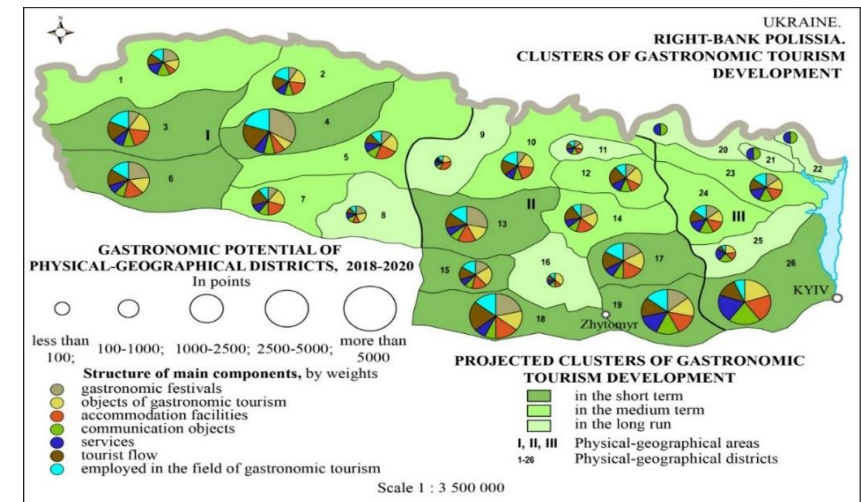 UKRAINE.
RIGHT-BANK POLISSIA.
CLUSTERS OF GASTRONOMIC TOURISM
DEVELOPMENT
N
1
2
3
I
4
5
6
7
8
9
10
11
12
II
13
14
15
16
17
18
19
20
21
22
23
24
III
25
26
KYIV
Zhytomyr
GASTRONOMIC POTENTIAL OF
PHYSICAL-GEOGRAPHICAL DISTRICTS, 2018-2020
In points
less than 100; 100-1000; 1000-2500; 2500-5000; more than 5000
Structure of main components, by weights
gastronomic festivals
objects of gastronomic tourism
accommodation facilities
communication objects
services
tourist flow
employed in the field of gastronomic tourism
PROJECTED CLUSTERS OF GASTRONOMIC
TOURISM DEVELOPMENT
in the short term
in the medium term
in the long run
I, II, III Physical-geographical areas
1-26 Physical-geographical districts
Scale 1 : 3 500 000